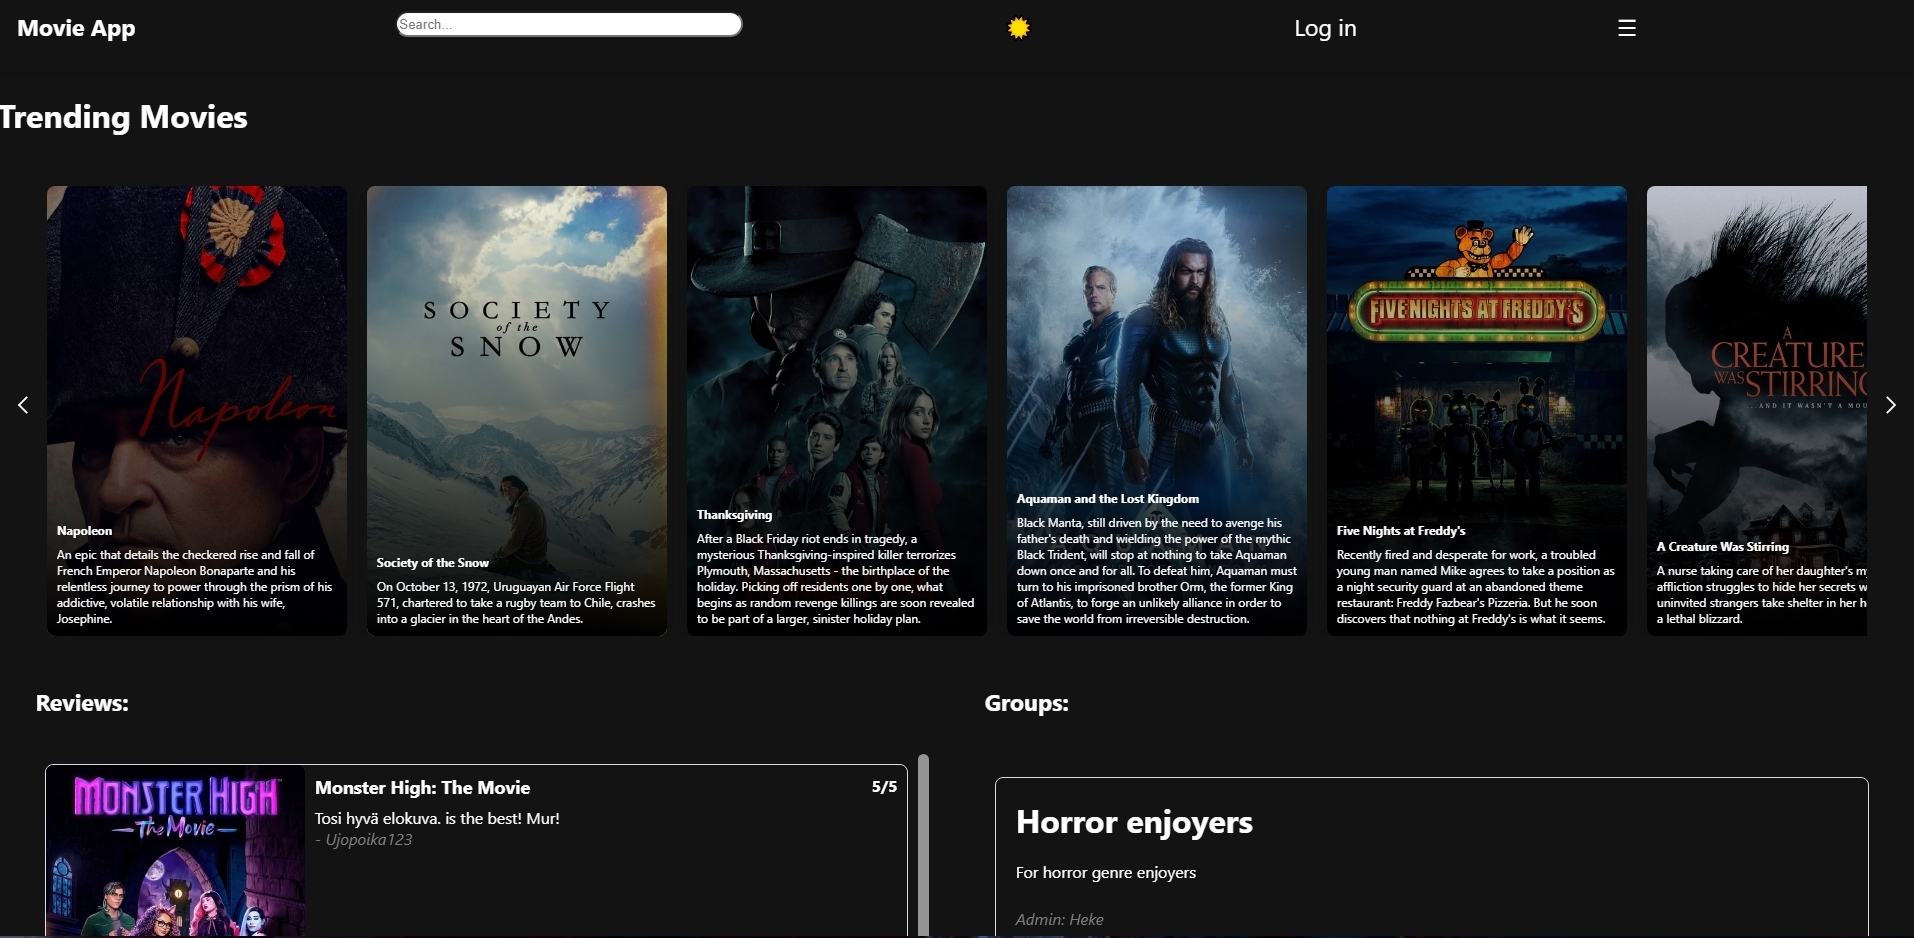 Movie App
Search...
Log in
Trending Movies
Napoleon
Napoleon
An epic that details the checkered rise and fall of
French Emperor Napoleon Bonaparte and his
relentless journey to power through the prism of his
addictive, volatile relationship with his wife,
Josephine.
SOCIETY
of the
SNOW
Society of the Snow
On October 13, 1972, Uruguayan Air Force Flight
571, chartered to take a rugby team to Chile, crashes
into a glacier in the heart of the Andes.
Thanksgiving
After a Black Friday riot ends in tragedy, a
mysterious Thanksgiving-inspired killer terrorizes
Plymouth, Massachusetts - the birthplace of the
holiday. Picking off residents one by one, what
begins as random revenge killings are soon revealed
to be part of a larger, sinister holiday plan.
Aquaman and the Lost Kingdom
Black Manta, still driven by the need to avenge his
father's death and wielding the power of the mythic
Black Trident, will stop at nothing to take Aquaman
down once and for all. To defeat him, Aquaman must
turn to his imprisoned brother Orm, the former King
of Atlantis, to forge an unlikely alliance in order to
save the world from irreversible destruction.
FIVE NIGHTS AT FREDDY'S
Five Nights at Freddy's
Recently fired and desperate for work, a troubled
young man named Mike agrees to take a position as
a night security guard at an abandoned theme
restaurant: Freddy Fazbear's Pizzeria. But he soon
discovers that nothing at Freddy's is what it seems.
A
CREATURE
WAS STIRRING
...AND IT WASN'T A MOU
A Creature Was Stirring
A nurse taking care of her daughter's my
affliction struggles to hide her secrets w
uninvited strangers take shelter in her h
a lethal blizzard.
Reviews:
MONSTER HIGH
The Movie
Monster High: The Movie
5/5
Tosi hyvä elokuva. is the best! Mur!
- Ujopoika123
Groups:
Horror enjoyers
For horror genre enjoyers
Admin: Heke